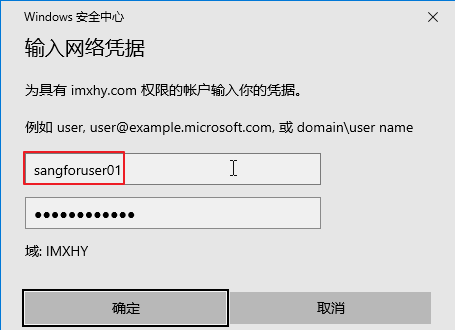 Windows 安全中心
输入网络凭据
为具有 imxhy.com 权限的帐户输入你的凭据。
例如 user, user@example.microsoft.com, 或 domain\user name
sangforuser01
●●●●●●●●●●●●
域: IMXHY
确定 取消